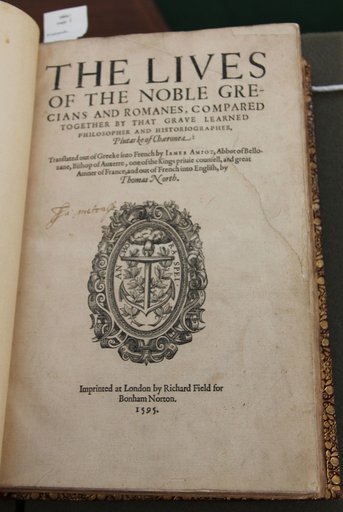 THE LIVES
OF THE NOBLE GRE-
CIANS AND ROMANES, COMPARED
TOGETHER BY THAT GRAVE LEARNED
PHILOSOPHER AND HISTORIOGRAPHER,
Plutarke of Chæronea:
Translated out of Greeke into French by IAMES AMIOT, Abbot of Bello-
zane, Bishop of Auxerre, one of the Kings priuie counsell, and great
Amner of France, and out of French into English, by
Thomas North.
AN SPEI
Imprinted at London by Richard Field for
Bonham Norton.
1595.